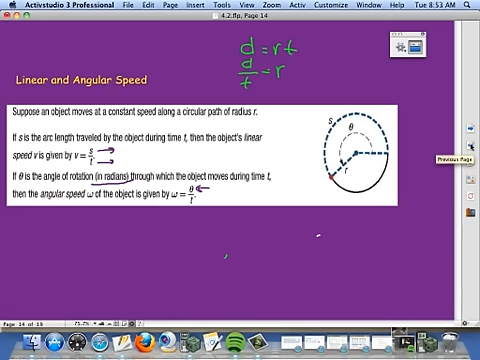 Activstudio 3 Professional File Edit View Page Insert Tools Activ Customize Window Help Tue 8:53 AM
4.2.flp, Page 14
d = r t
d/t = r
Linear and Angular Speed
Suppose an object moves at a constant speed along a circular path of radius r.
If s is the arc length traveled by the object during time t, then the object's linear
speed v is given by v = s/t.
If θ is the angle of rotation (in radians) through which the object moves during time t,
then the angular speed ω of the object is given by ω = θ/t.
s
θ
r
Previous Page
Page 14 of 15